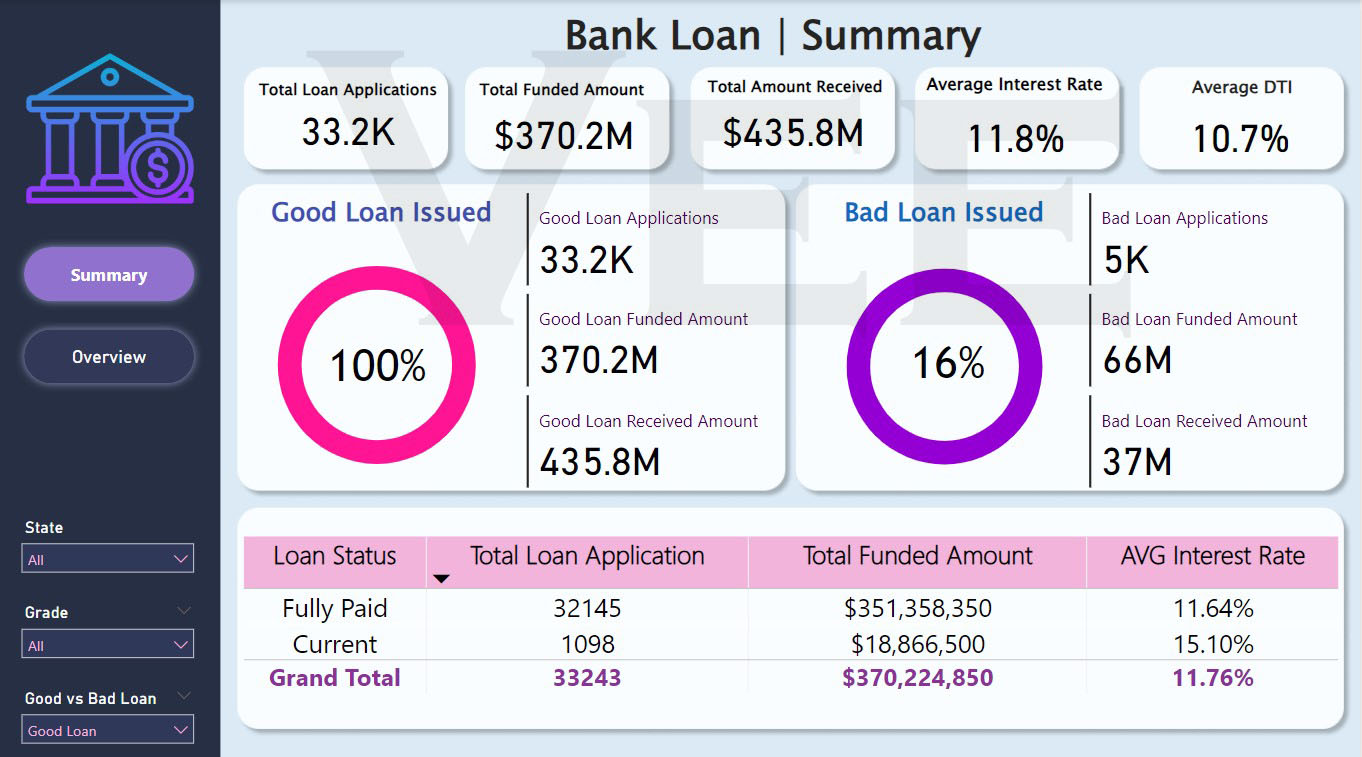 Bank Loan | Summary
Total Loan Applications
33.2K
Total Funded Amount
$370.2M
Total Amount Received
$435.8M
Average Interest Rate
11.8%
Average DTI
10.7%
VEE
$
Summary
Overview
State
All
Grade
All
Good vs Bad Loan
Good Loan
Good Loan Issued
100%
Good Loan Applications
33.2K
Good Loan Funded Amount
370.2M
Good Loan Received Amount
435.8M
Bad Loan Issued
16%
Bad Loan Applications
5K
Bad Loan Funded Amount
66M
Bad Loan Received Amount
37M
Loan Status Total Loan Application Total Funded Amount AVG Interest Rate
Fully Paid 32145 $351,358,350 11.64%
Current 1098 $18,866,500 15.10%
Grand Total 33243 $370,224,850 11.76%